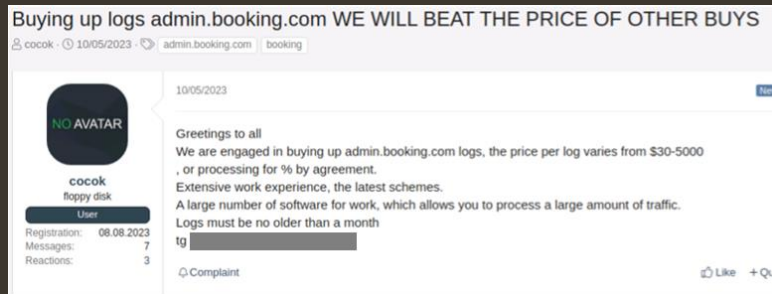 Buying up logs admin.booking.com WE WILL BEAT THE PRICE OF OTHER BUYS
cocok · 10/05/2023 · admin.booking.com booking
10/05/2023
NO AVATAR
Greetings to all
We are engaged in buying up admin.booking.com logs, the price per log varies from $30-5000
, or processing for % by agreement.
cocok
Extensive work experience, the latest schemes.
floppy disk
A large number of software for work, which allows you to process a large amount of traffic.
User
Logs must be no older than a month
Registration: 08.08.2023
tg
Messages: 7
Reactions: 3
Complaint
Like